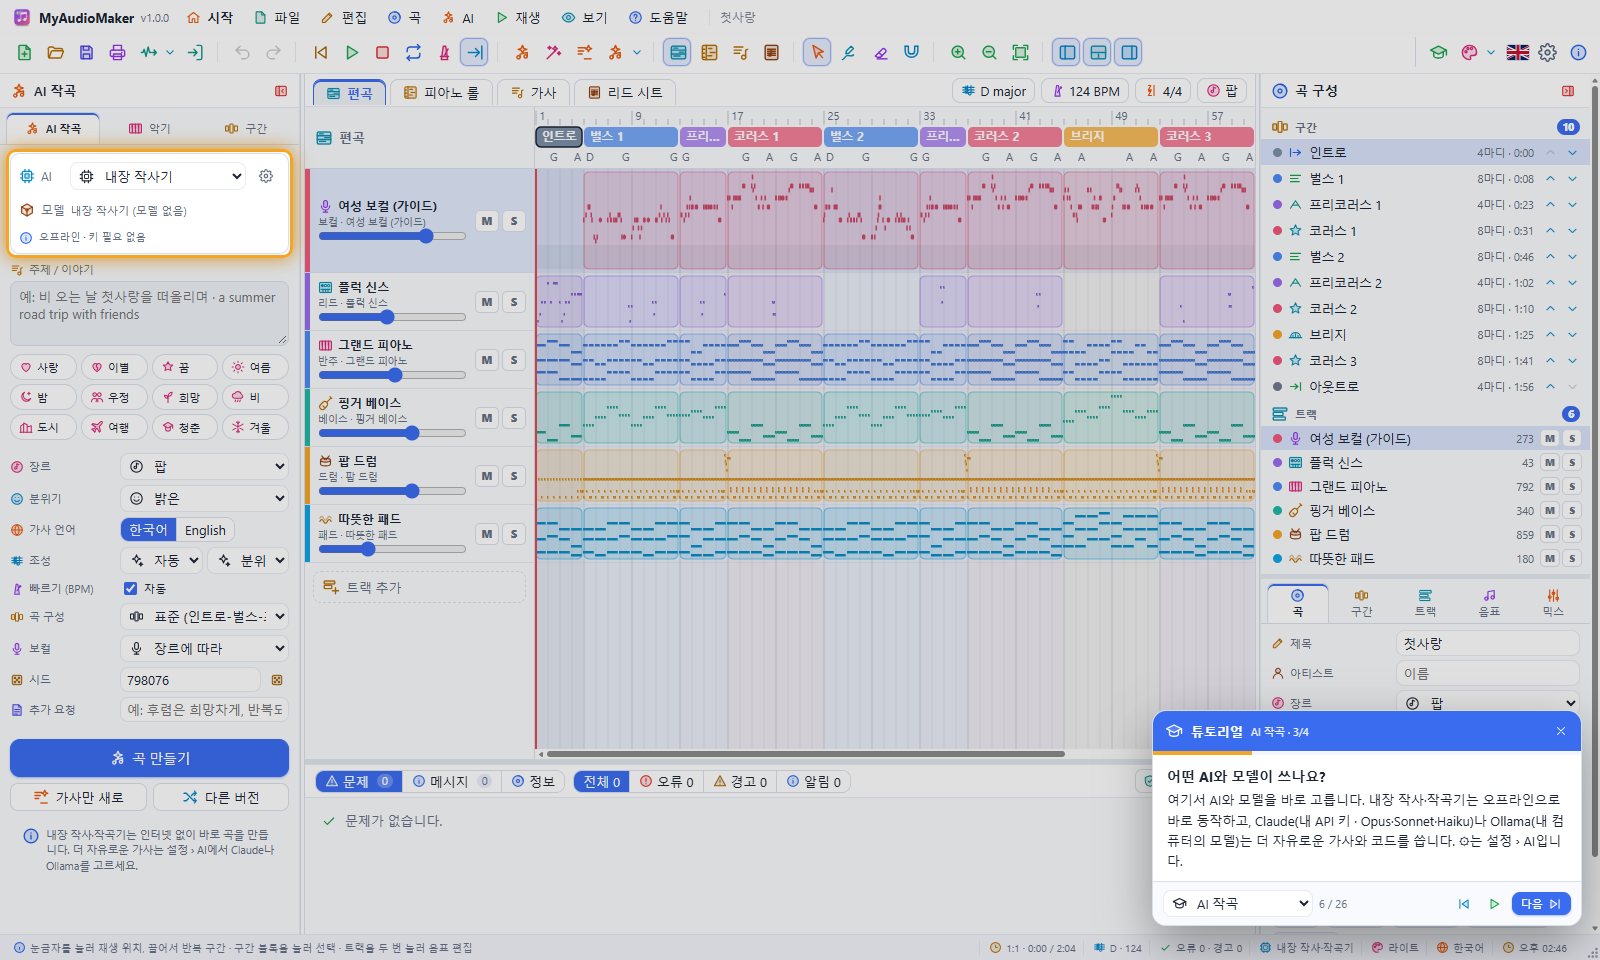 MyAudioMaker v1.0.0 시작 파일 편집 곡 AI 재생 보기 도움말 첫사랑
AI 작곡
AI 작곡 악기 구간
AI 내장 작사기
모델 내장 작사기 (모델 없음)
오프라인 · 키 필요 없음
주제 / 이야기
예: 비 오는 날 첫사랑을 떠올리며 · a summer
road trip with friends
사랑 이별 꿈 여름
밤 우정 희망 비
도시 여행 청춘 겨울
장르 팝
분위기 밝은
가사 언어 한국어 English
조성 자동 분위
빠르기 (BPM) 자동
곡 구성 표준 (인트로-벌스-
보컬 장르에 따라
시드 798076
추가 요청 예: 후렴은 희망차게, 반복도
곡 만들기
가사만 새로 다른 버전
내장 작사·작곡기는 인터넷 없이 바로 곡을 만듭
니다. 더 자유로운 가사는 설정 › AI에서 Claude나
Ollama를 고르세요.
편곡 피아노 롤 가사 리드 시트
D major 124 BPM 4/4 팝
편곡
1 9 17 25 33 41 49 57
인트로 벌스 1 프리... 코러스 1 벌스 2 프리... 코러스 2 브리지 코러스 3
G A D G G G A G A G A D G G G A G A G A A A G A G A
여성 보컬 (가이드)
보컬 · 여성 보컬 (가이드)
M S
플럭 신스
리드 · 플럭 신스
M S
그랜드 피아노
반주 · 그랜드 피아노
M S
핑거 베이스
베이스 · 핑거 베이스
M S
팝 드럼
드럼 · 팝 드럼
M S
따뜻한 패드
패드 · 따뜻한 패드
M S
트랙 추가
문제 0 메시지 0 정보 전체 0 오류 0 경고 0 알림 0
문제가 없습니다.
곡 구성
구간 10
인트로 4마디 · 0:00
벌스 1 8마디 · 0:08
프리코러스 1 4마디 · 0:23
코러스 1 8마디 · 0:31
벌스 2 8마디 · 0:46
프리코러스 2 4마디 · 1:02
코러스 2 8마디 · 1:10
브리지 8마디 · 1:25
코러스 3 8마디 · 1:41
아웃트로 4마디 · 1:56
트랙 6
여성 보컬 (가이드) 273 M S
플럭 신스 43 M S
그랜드 피아노 792 M S
핑거 베이스 340 M S
팝 드럼 859 M S
따뜻한 패드 180 M S
곡 구간 트랙 음표 믹스
제목 첫사랑
아티스트 이름
장르 팝
튜토리얼 AI 작곡 · 3/4
어떤 AI와 모델이 쓰나요?
여기서 AI와 모델을 바로 고릅니다. 내장 작사·작곡기는 오프라인으로
바로 동작하고, Claude(내 API 키 · Opus·Sonnet·Haiku)나 Ollama(내 컴
퓨터의 모델)는 더 자유로운 가사와 코드를 씁니다. ⚙는 설정 › AI입니
다.
AI 작곡 6 / 26 다음
눈금자를 눌러 재생 위치, 끌어서 반복 구간 · 구간 블록을 눌러 선택 · 트랙을 두 번 눌러 음표 편집
1:1 · 0:00 / 2:04 D · 124 오류 0 · 경고 0 내장 작사·작곡기 라이트 한국어 오후 02:46